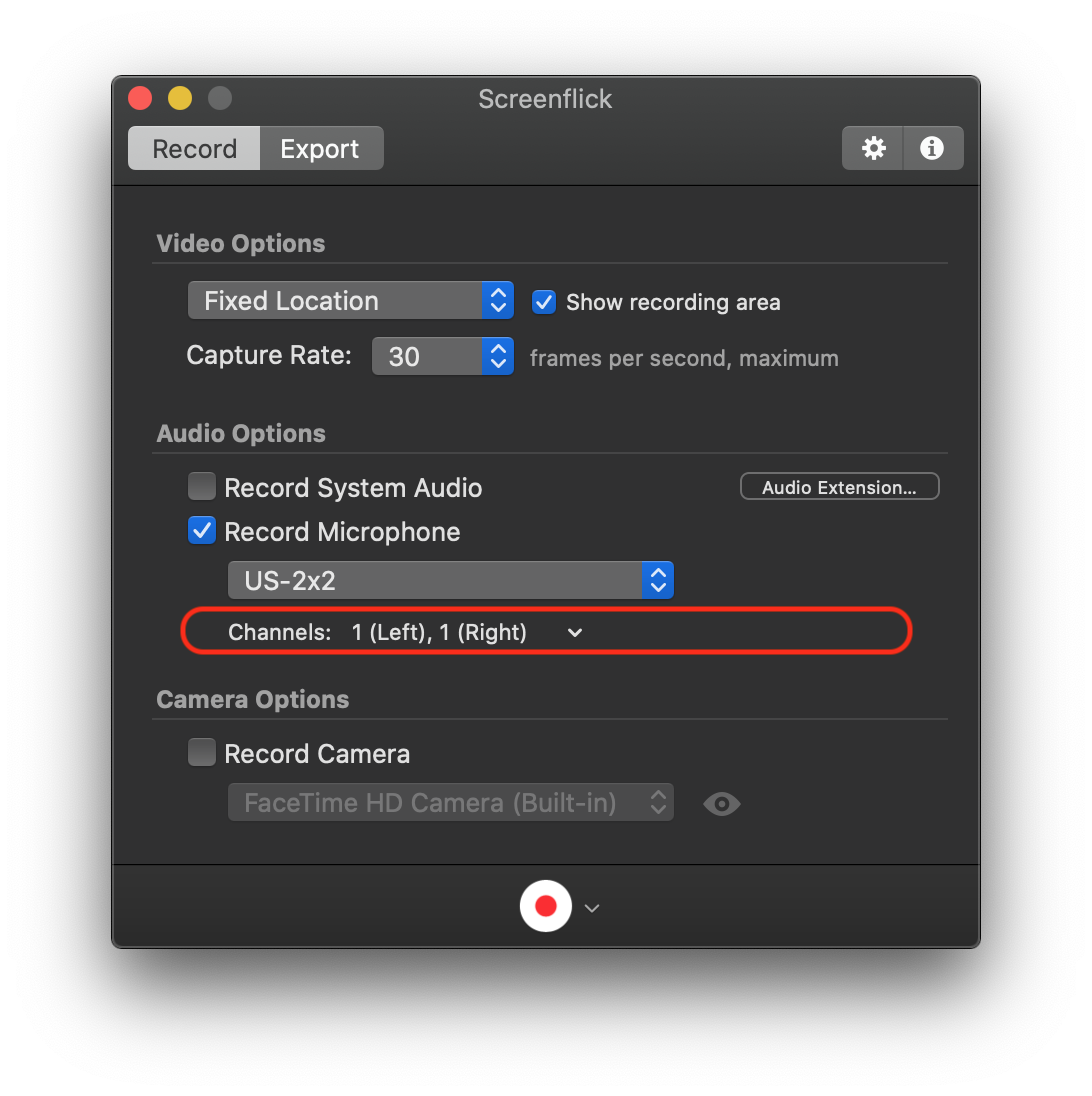 Screenflick
Record Export
Video Options
Fixed Location Show recording area
Capture Rate: 30 frames per second, maximum
Audio Options
Record System Audio Audio Extension...
Record Microphone
US-2x2
Channels: 1 (Left), 1 (Right)
Camera Options
Record Camera
FaceTime HD Camera (Built-in)